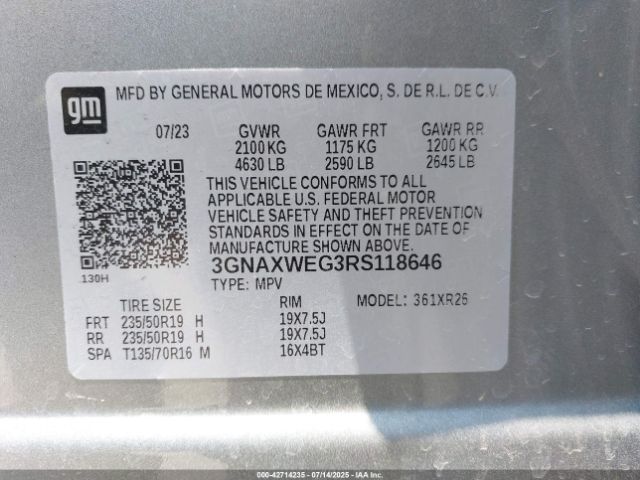 gm
MFD BY GENERAL MOTORS DE MEXICO, S. DE R.L. DE C.V.
07/23 GVWR GAWR FRT GAWR RR
2100 KG 1175 KG 1200 KG
4630 LB 2590 LB 2645 LB
THIS VEHICLE CONFORMS TO ALL
APPLICABLE U.S. FEDERAL MOTOR
VEHICLE SAFETY AND THEFT PREVENTION
STANDARDS IN EFFECT ON THE DATE OF
MANUFACTURE SHOWN ABOVE.
3GNAXWEG3RS118646
130H
TYPE: MPV MODEL: 361XR26
TIRE SIZE RIM
FRT 235/50R19 H 19X7.5J
RR 235/50R19 H 19X7.5J
SPA T135/70R16 M 16X4BT
000-42714235 - 07/14/2025 - IAA, Inc.